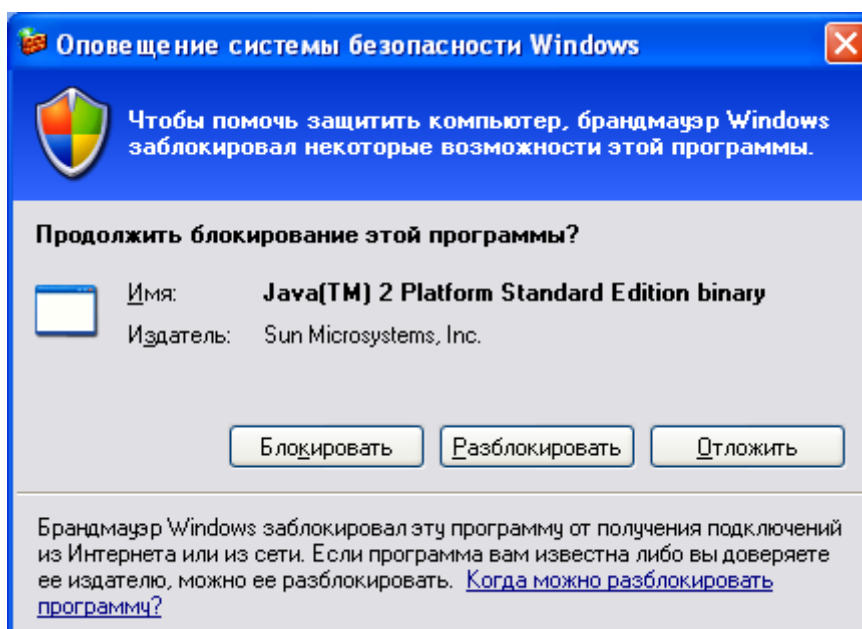 Оповещение системы безопасности Windows
Чтобы помочь защитить компьютер, брандмауэр Windows
заблокировал некоторые возможности этой программы.
Продолжить блокирование этой программы?
Имя: Java(TM) 2 Platform Standard Edition binary
Издатель: Sun Microsystems, Inc.
Блокировать Разблокировать Отложить
Брандмауэр Windows заблокировал эту программу от получения подключений
из Интернета или из сети. Если программа вам известна либо вы доверяете
ее издателю, можно ее разблокировать. Когда можно разблокировать
программу?